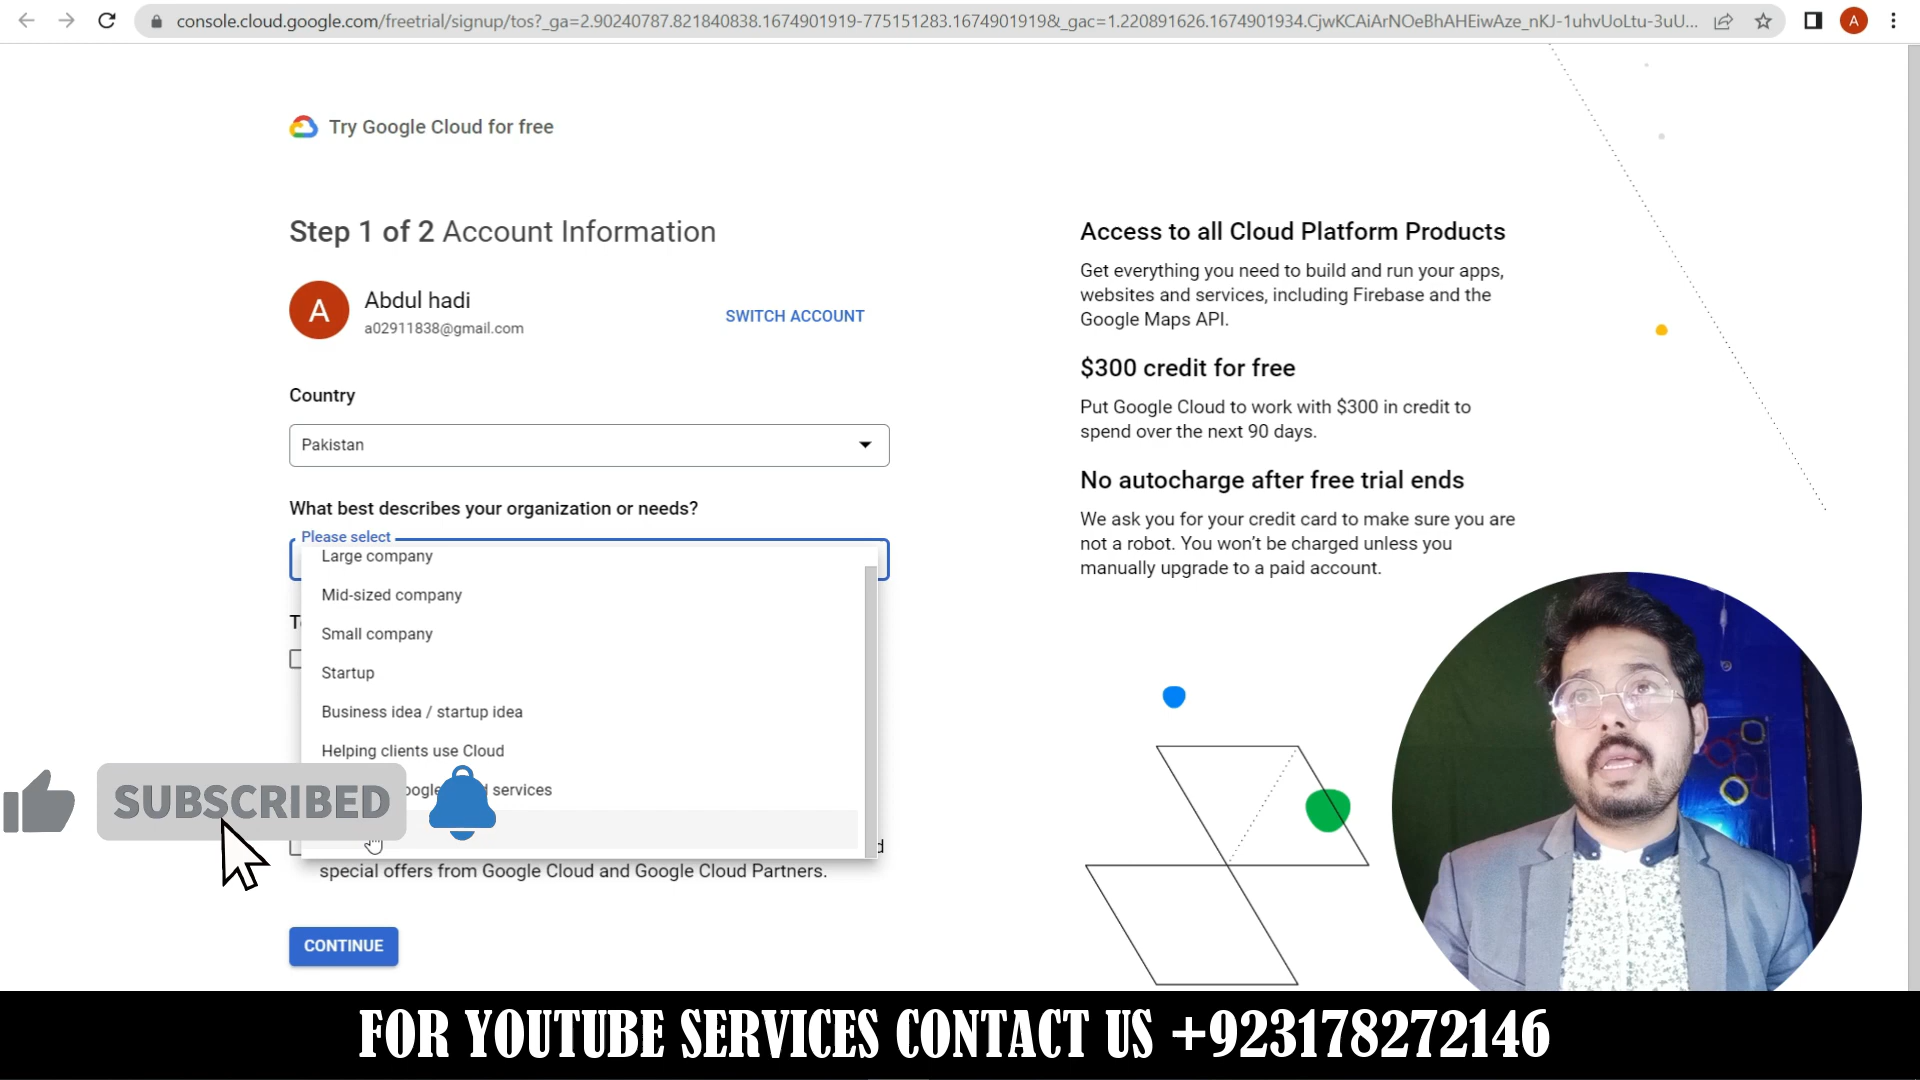 console.cloud.google.com/freetrial/signup/tos?_ga=2.90240787.821840838.1674901919-775151283.1674901919&_gac=1.220891626.1674901934.CjwKCAiArNOeBhAHEiwAze_nKJ-1uhvUoLtu-3uU...
A
Try Google Cloud for free
Step 1 of 2 Account Information
A
Abdul hadi
a02911838@gmail.com
SWITCH ACCOUNT
Country
Pakistan
What best describes your organization or needs?
Please select
Large company
Mid-sized company
Small company
Startup
Business idea / startup idea
Helping clients use Cloud
services
special offers from Google Cloud and Google Cloud Partners.
CONTINUE
Access to all Cloud Platform Products
Get everything you need to build and run your apps,
websites and services, including Firebase and the
Google Maps API.
$300 credit for free
Put Google Cloud to work with $300 in credit to
spend over the next 90 days.
No autocharge after free trial ends
We ask you for your credit card to make sure you are
not a robot. You won't be charged unless you
manually upgrade to a paid account.
SUBSCRIBED
FOR YOUTUBE SERVICES CONTACT US +923178272146